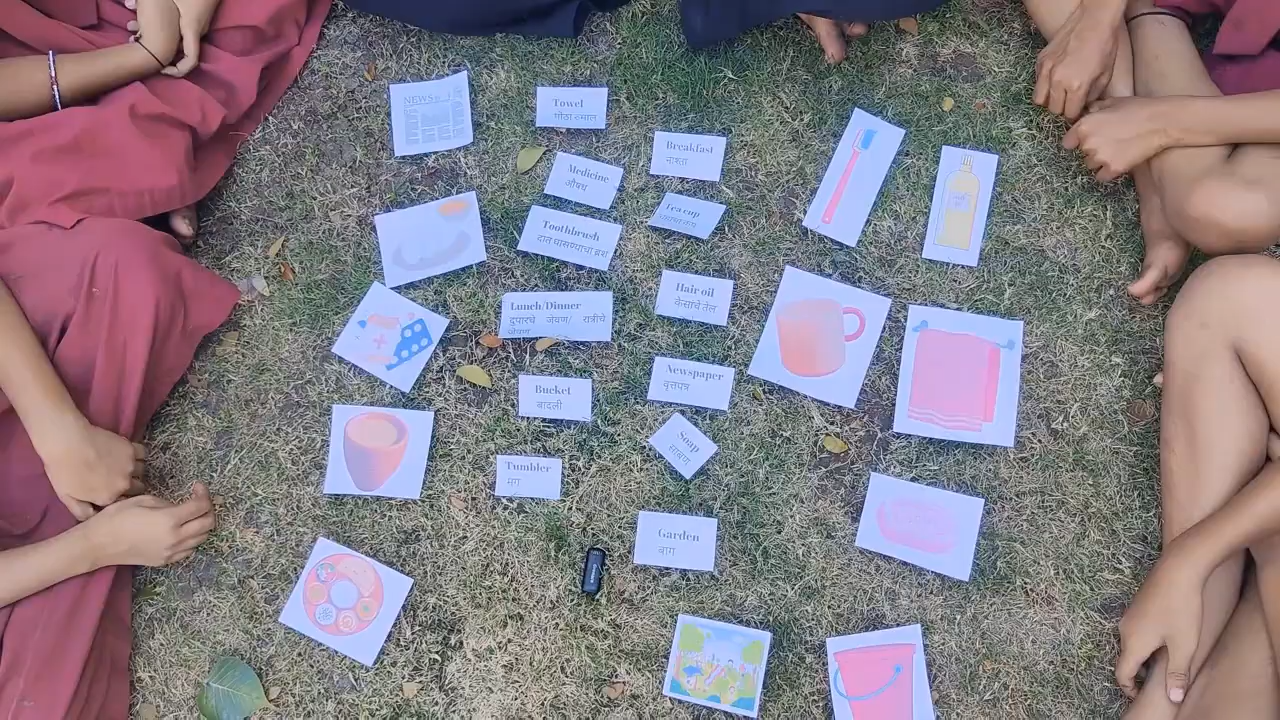 NEWS
Towel
मोठा रुमाल
Breakfast
नाश्ता
Medicine
औषध
Tea cup
Toothbrush
दात घासण्याचा ब्रश
Hair oil
केसांचे तेल
Lunch/Dinner
दुपारचे जेवण/ रात्रीचे
जेवण
Newspaper
वृत्तपत्र
Bucket
बादली
Soap
साबण
Tumbler
मग
Garden
बाग